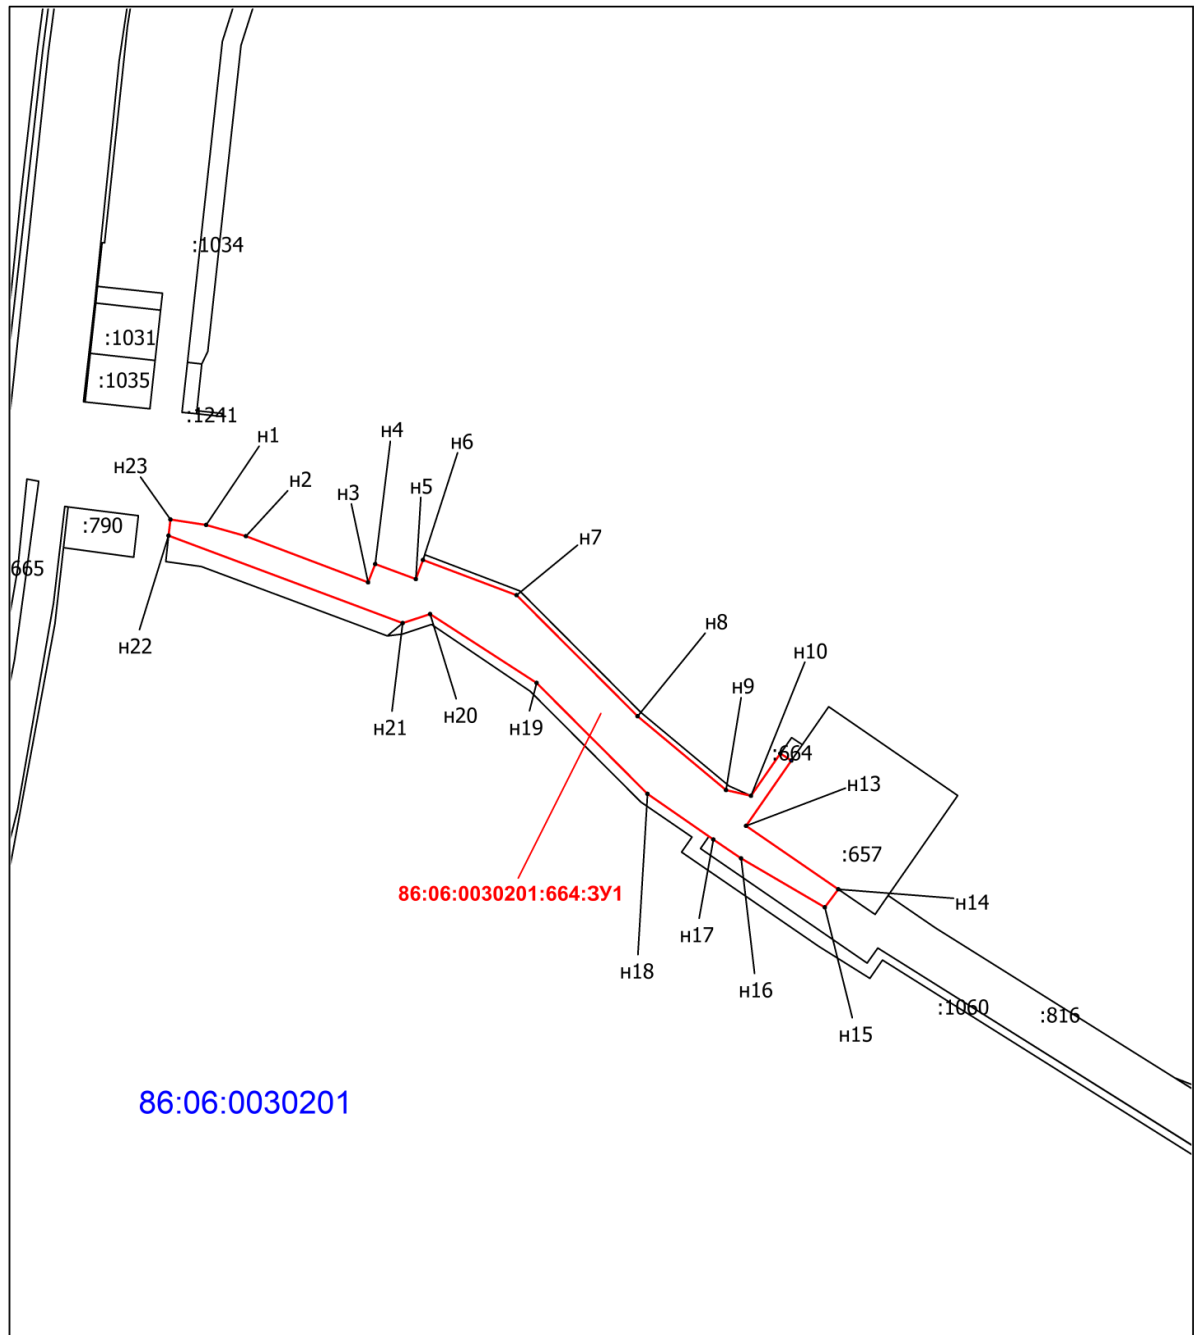 :1034
:1031
:1035
:1241
н4
н1
н6
н23
н2
н5
н3
:790
н7
665
н8
н22
н10
н9
н20
н21
н19
:664
н13
:657
86:06:0030201:664:ЗУ1
н14
н17
н18
н16
:1060
:816
н15
86:06:0030201